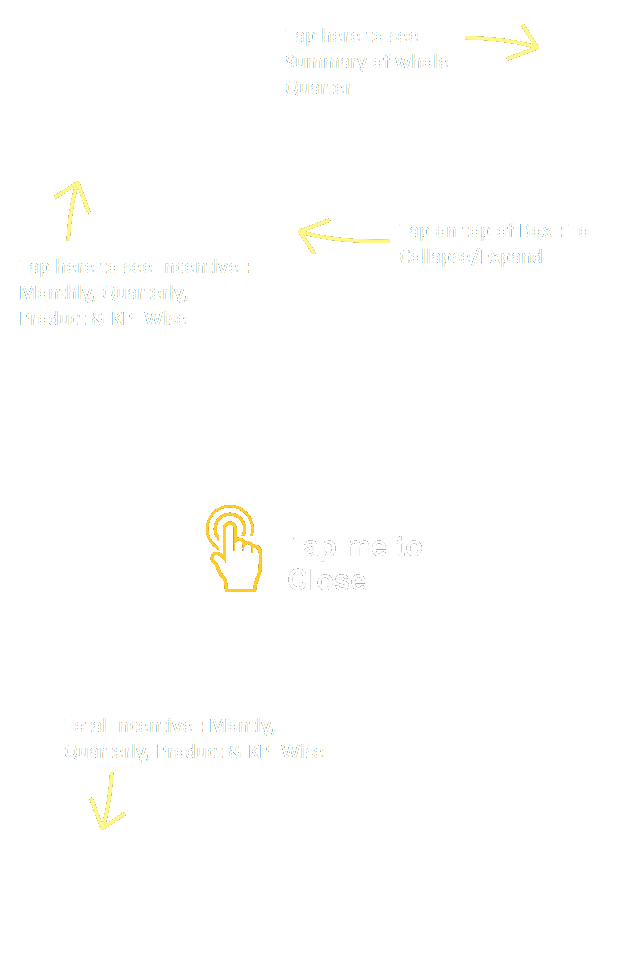 Tap here to see
Summary of whole
Quarter
Tap on top of Box : To
Collapse/Expand
Tap here to see Incentive :
Monthly, Quarterly,
Product & KPI Wise
Tap me to
Close
Total Incentive : Montly,
Quarterly, Product & KPI Wise